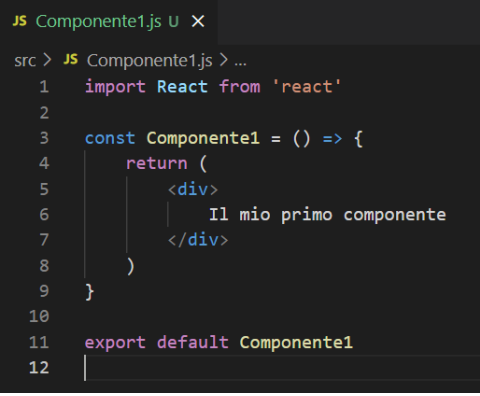 JS Componente1.js U ×
src > JS Componente1.js > ...
1 import React from 'react'
2
3 const Componente1 = () => {
4 return (
5 <div>
6 Il mio primo componente
7 </div>
8 )
9 }
10
11 export default Componente1
12